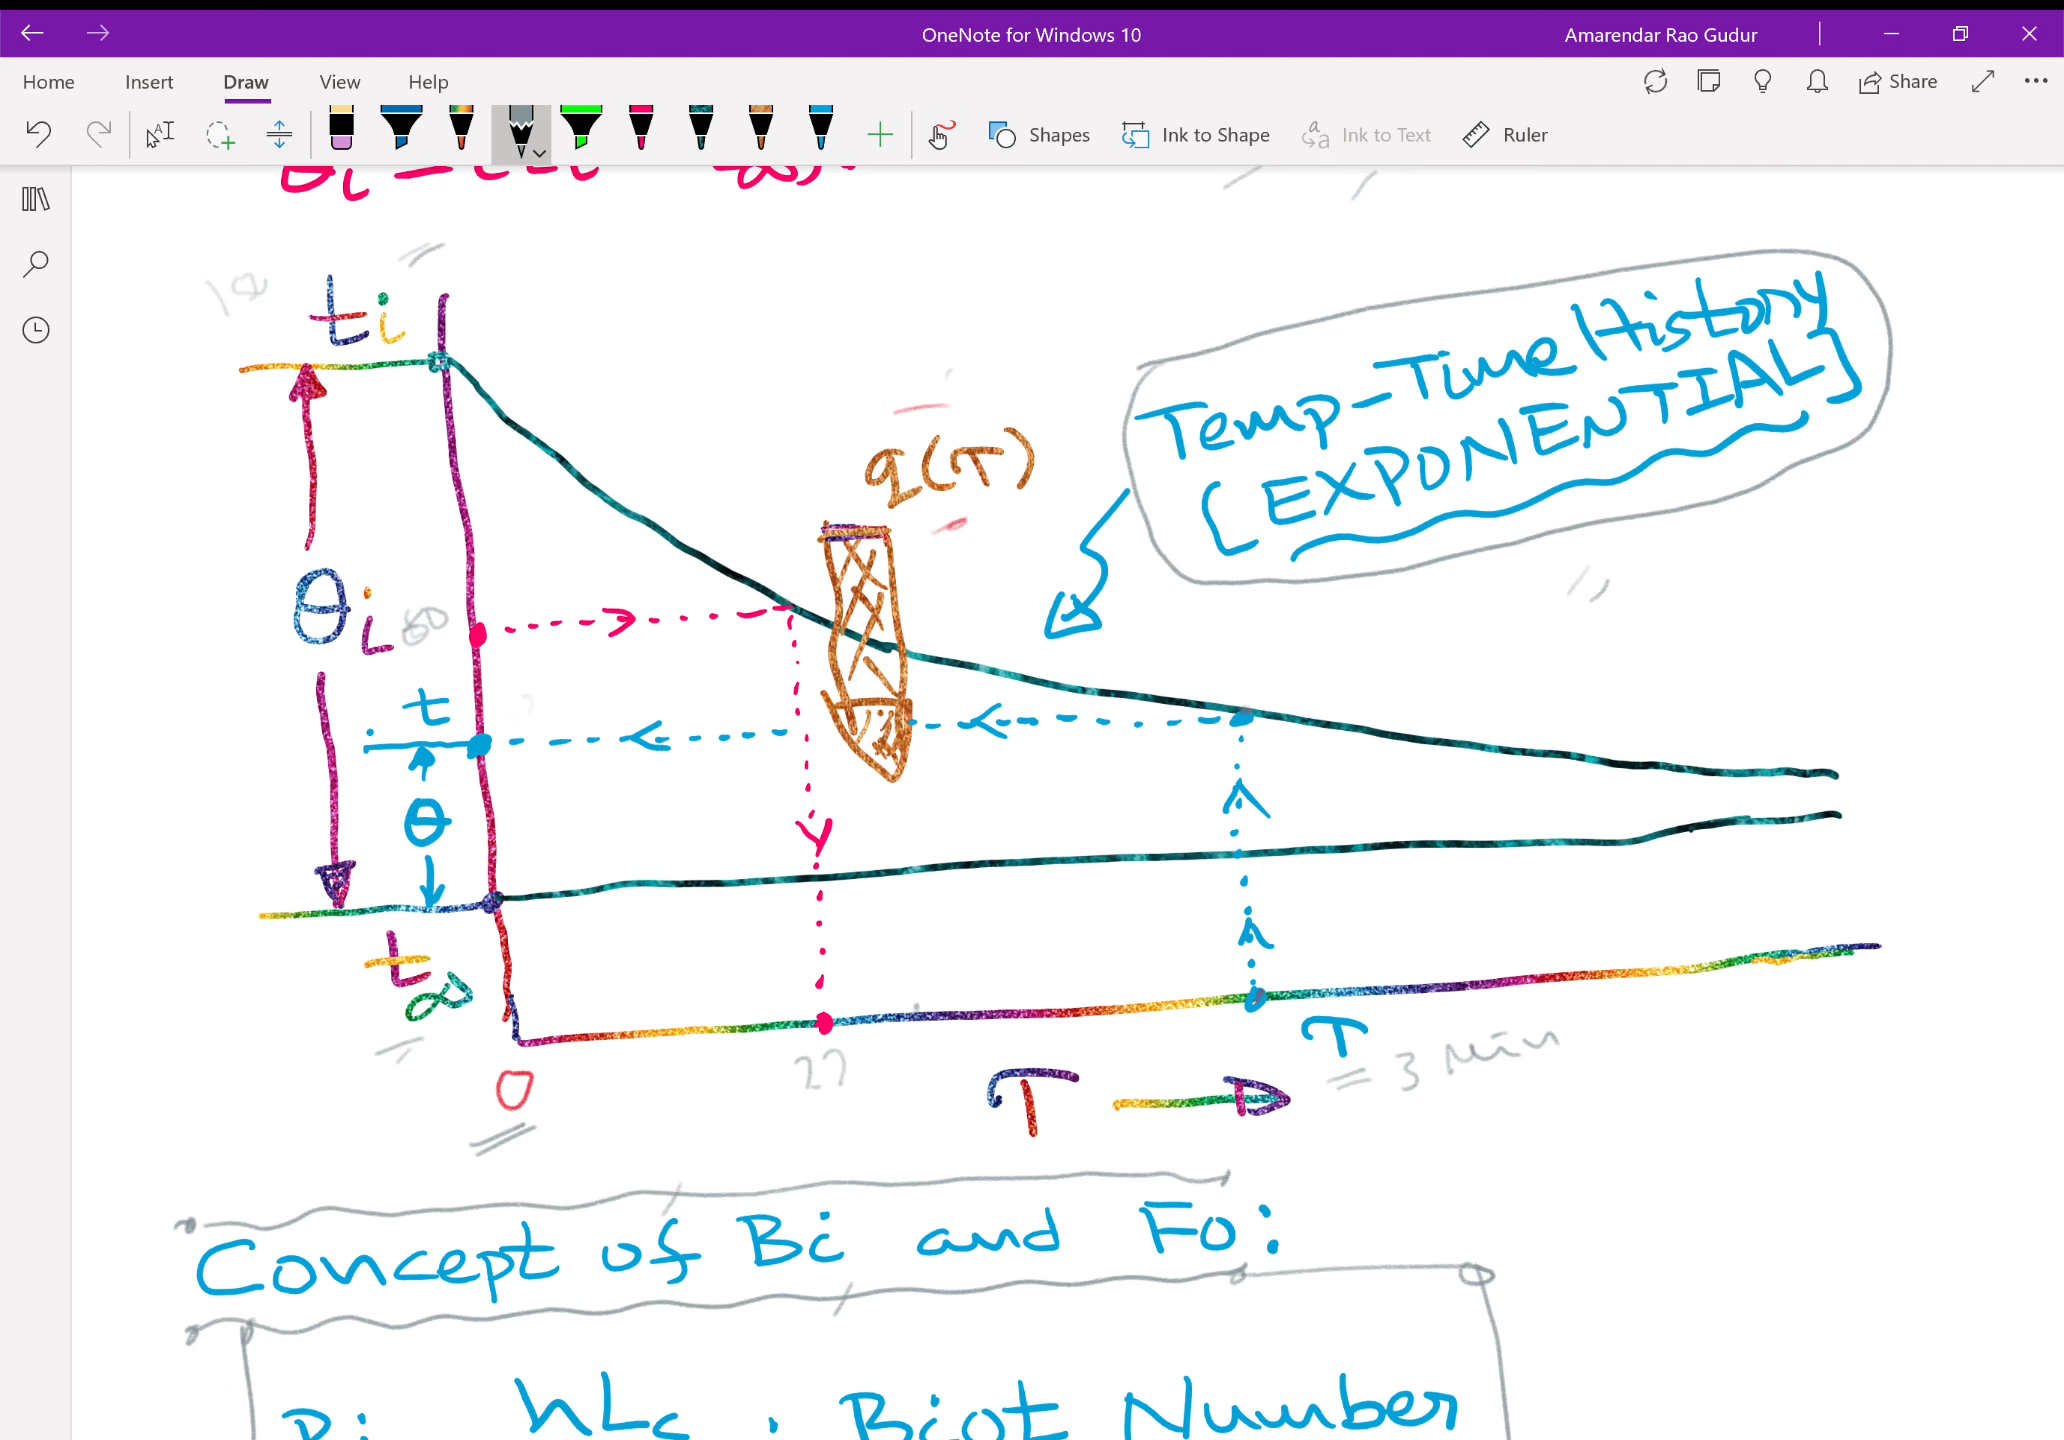 OneNote for Windows 10
Amarendar Rao Gudur
Home Insert Draw View Help
Share
Shapes Ink to Shape Ink to Text Ruler
ti
Temp-Time History
[EXPONENTIAL]
q(τ)
θi
60
t
θ
t∞
τ
= 3 Min
0
27
τ
Concept of Bi and Fo:
hLc
Biot Number